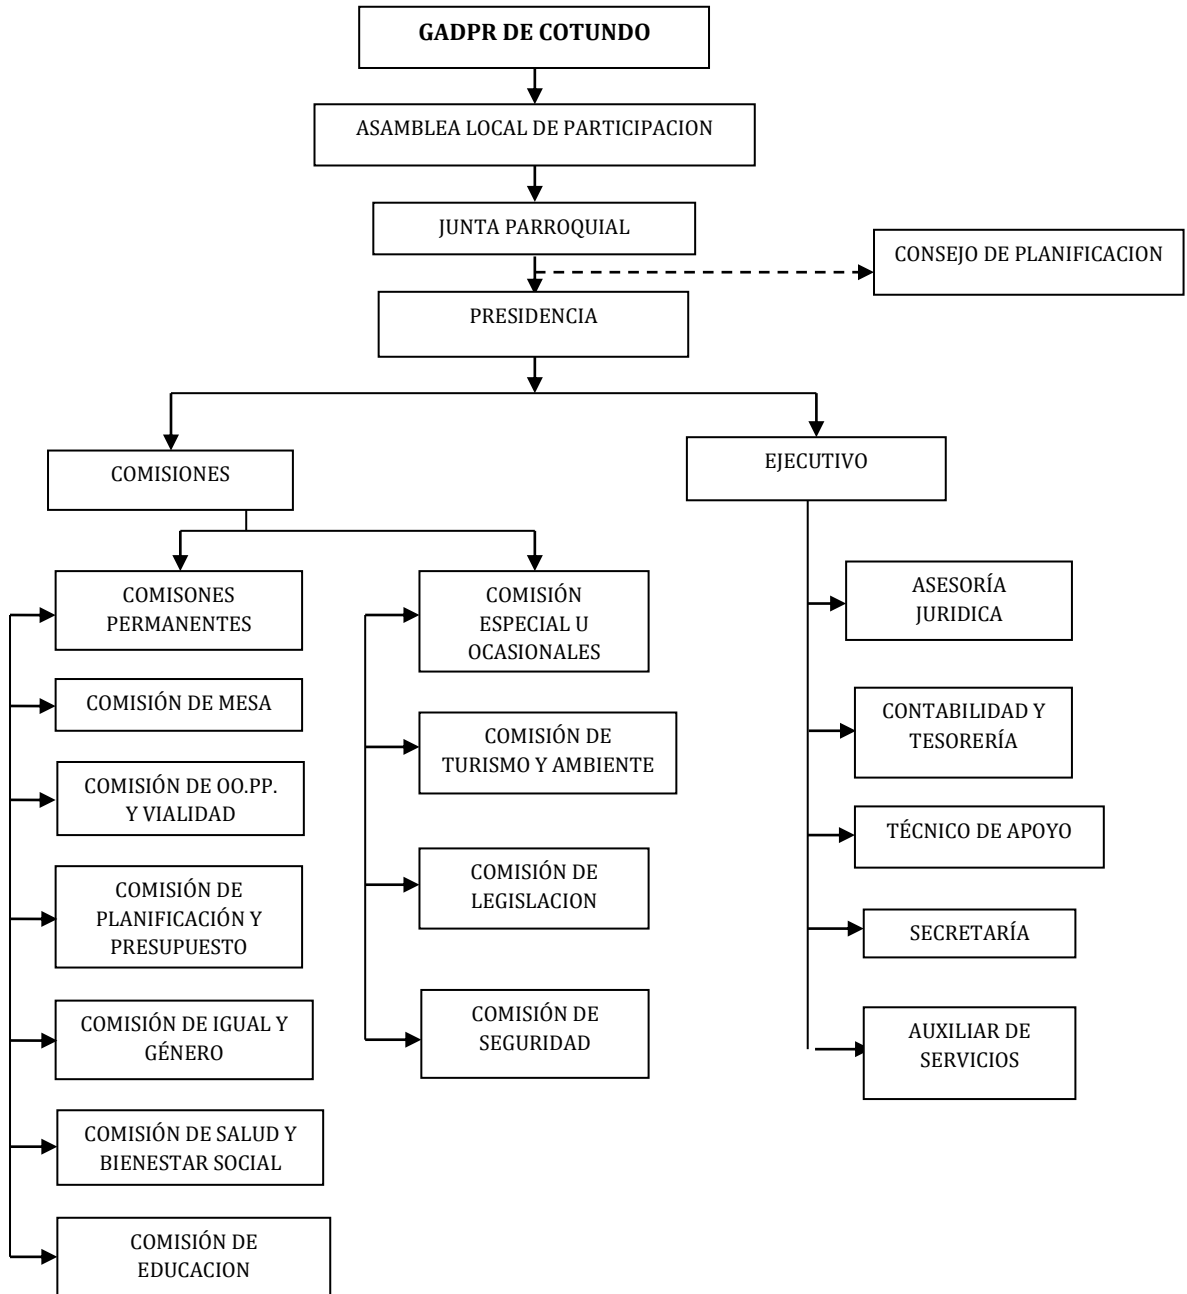 GADPR DE COTUNDO
ASAMBLEA LOCAL DE PARTICIPACION
JUNTA PARROQUIAL
CONSEJO DE PLANIFICACION
PRESIDENCIA
COMISIONES
EJECUTIVO
COMISONES
PERMANENTES
COMISIÓN DE MESA
COMISIÓN DE OO.PP.
Y VIALIDAD
COMISIÓN DE
PLANIFICACIÓN Y
PRESUPUESTO
COMISIÓN DE IGUAL Y
GÉNERO
COMISIÓN DE SALUD Y
BIENESTAR SOCIAL
COMISIÓN DE
EDUCACION
COMISIÓN
ESPECIAL U
OCASIONALES
COMISIÓN DE
TURISMO Y AMBIENTE
COMISIÓN DE
LEGISLACION
COMISIÓN DE
SEGURIDAD
ASESORÍA
JURIDICA
CONTABILIDAD Y
TESORERÍA
TÉCNICO DE APOYO
SECRETARÍA
AUXILIAR DE
SERVICIOS